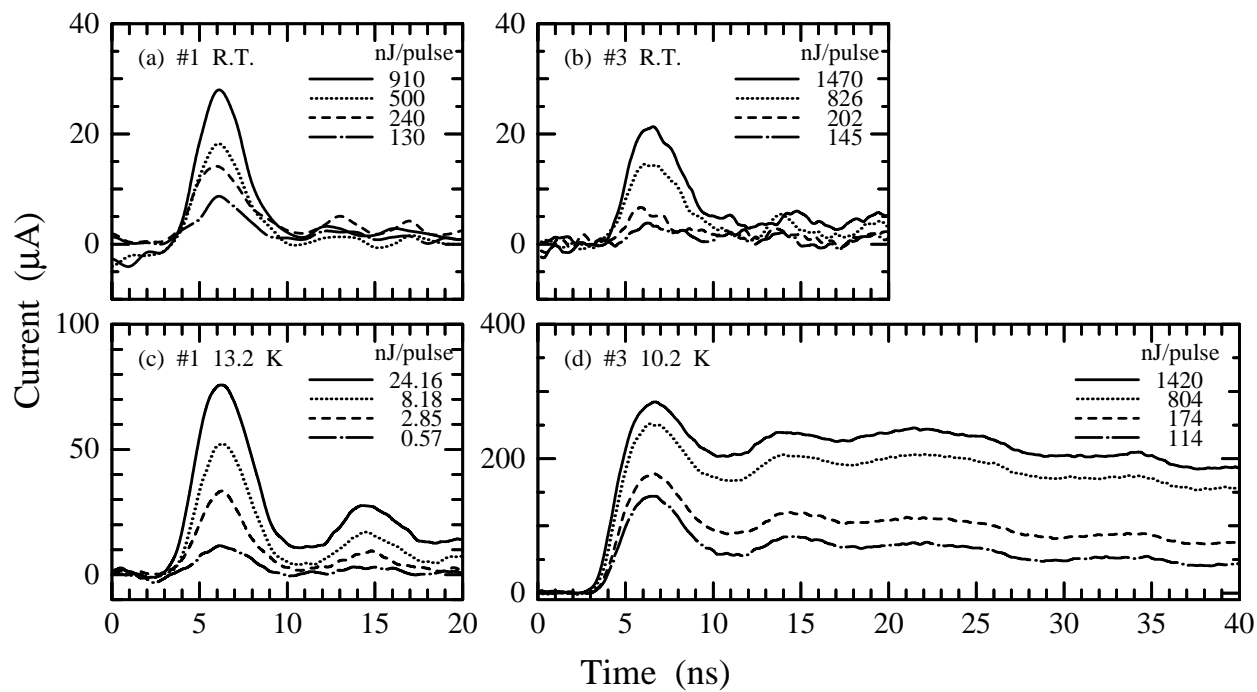 40
20
0
(a) #1 R.T.
nJ/pulse
910
500
240
130
(b) #3 R.T.
nJ/pulse
1470
826
202
145
100
50
0
0 5 10 15 20
(c) #1 13.2 K
nJ/pulse
24.16
8.18
2.85
0.57
400
200
0
0 5 10 15 20 25 30 35 40
(d) #3 10.2 K
nJ/pulse
1420
804
174
114
Current (μA)
Time (ns)